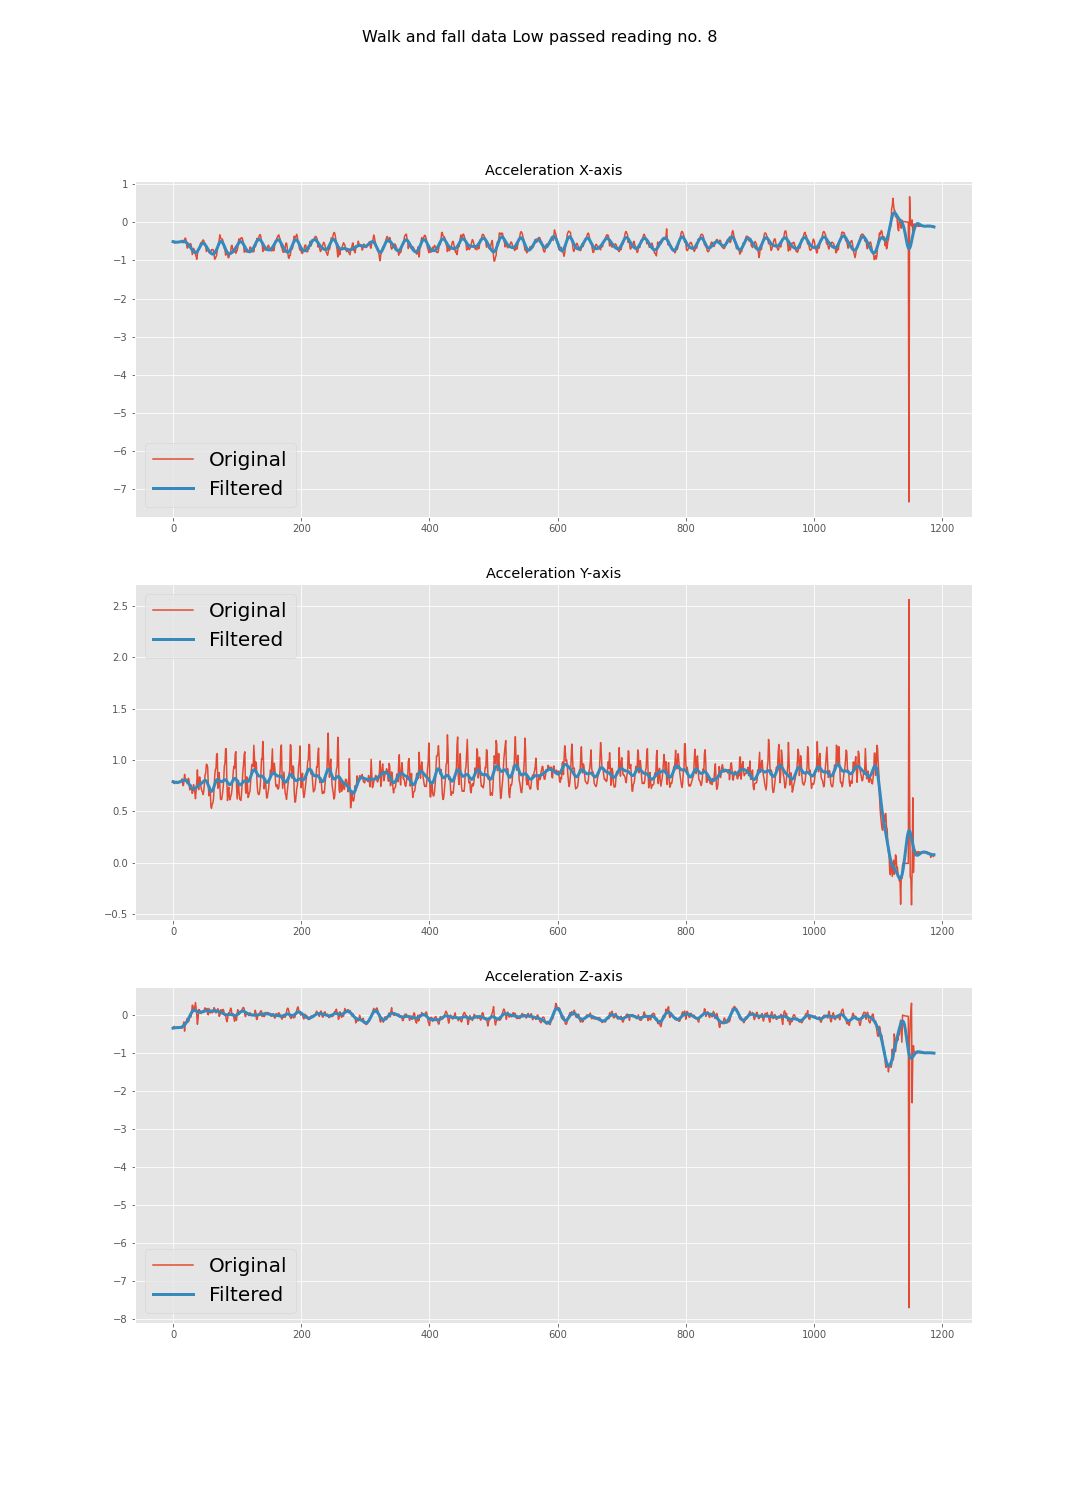 Walk and fall data Low passed reading no. 8
Acceleration X-axis
1
0
−1
−2
−3
−4
−5
−6
−7
Original
Filtered
0 200 400 600 800 1000 1200
Acceleration Y-axis
2.5
2.0
1.5
1.0
0.5
0.0
−0.5
Original
Filtered
0 200 400 600 800 1000 1200
Acceleration Z-axis
0
−1
−2
−3
−4
−5
−6
−7
−8
Original
Filtered
0 200 400 600 800 1000 1200